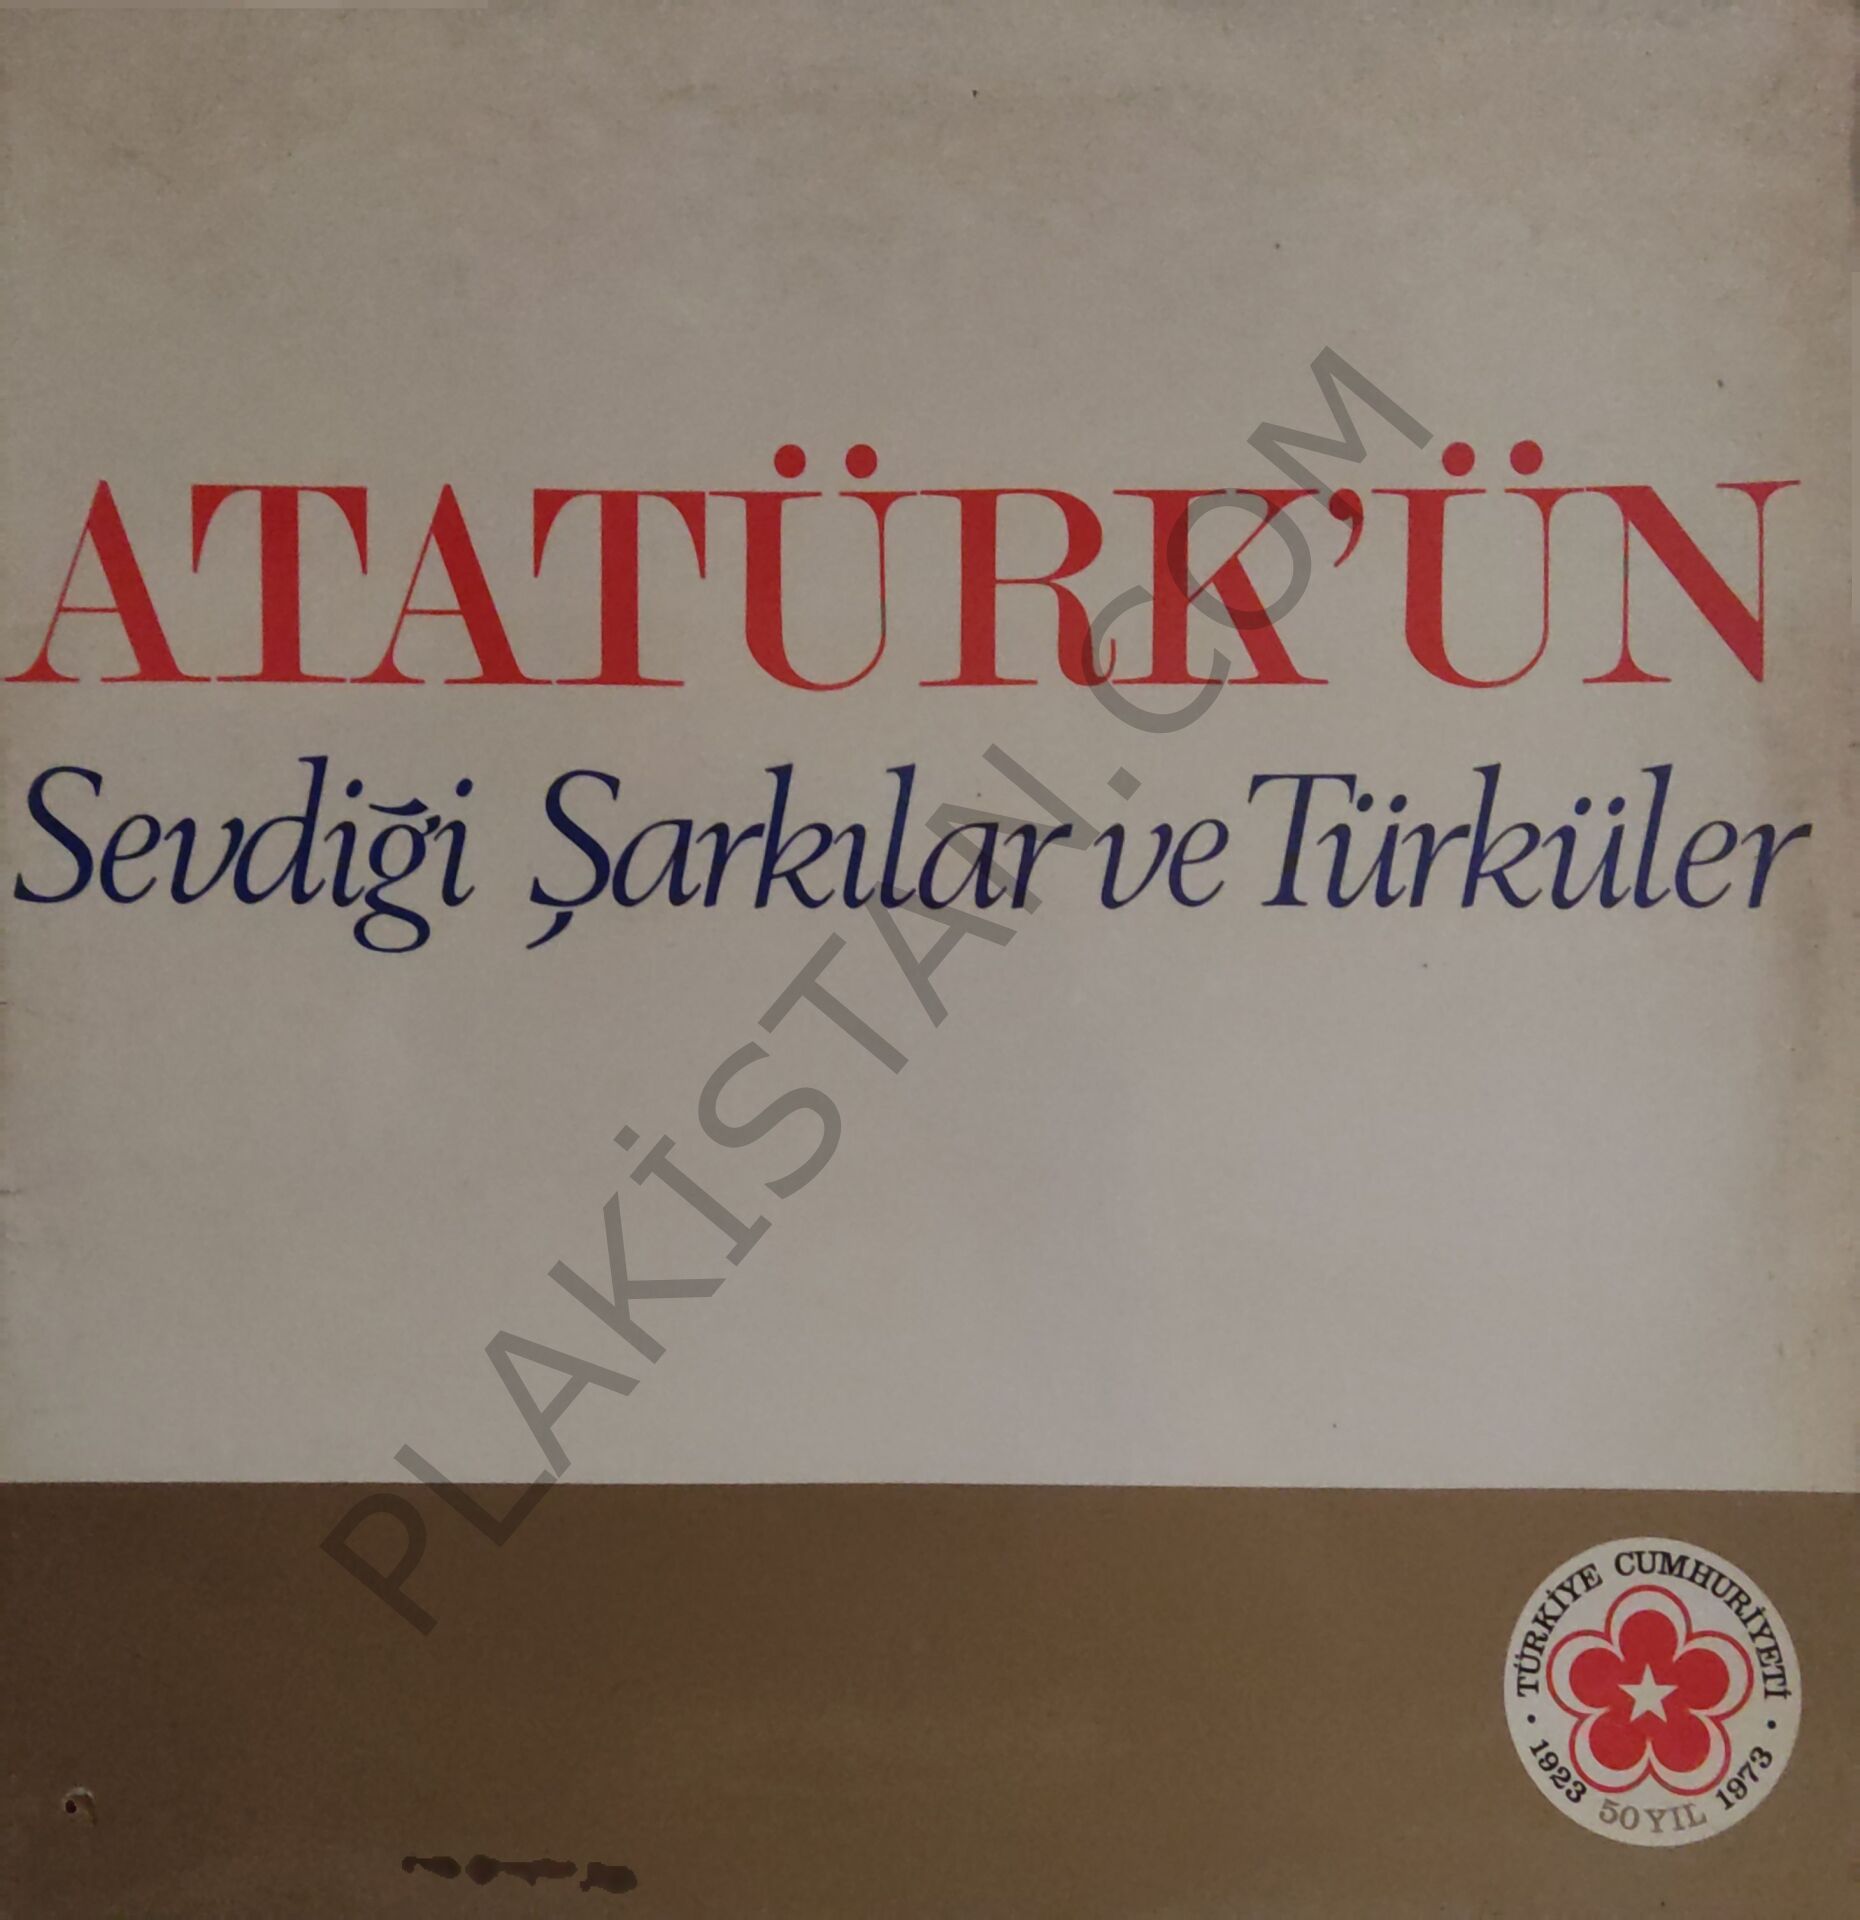 ATATÜRK'ÜN
Sevdiği Şarkılar ve Türküler
PLAKİSTAN.COM
TÜRKİYE CUMHURİYETİ
• 1923 50 YIL 1973 •